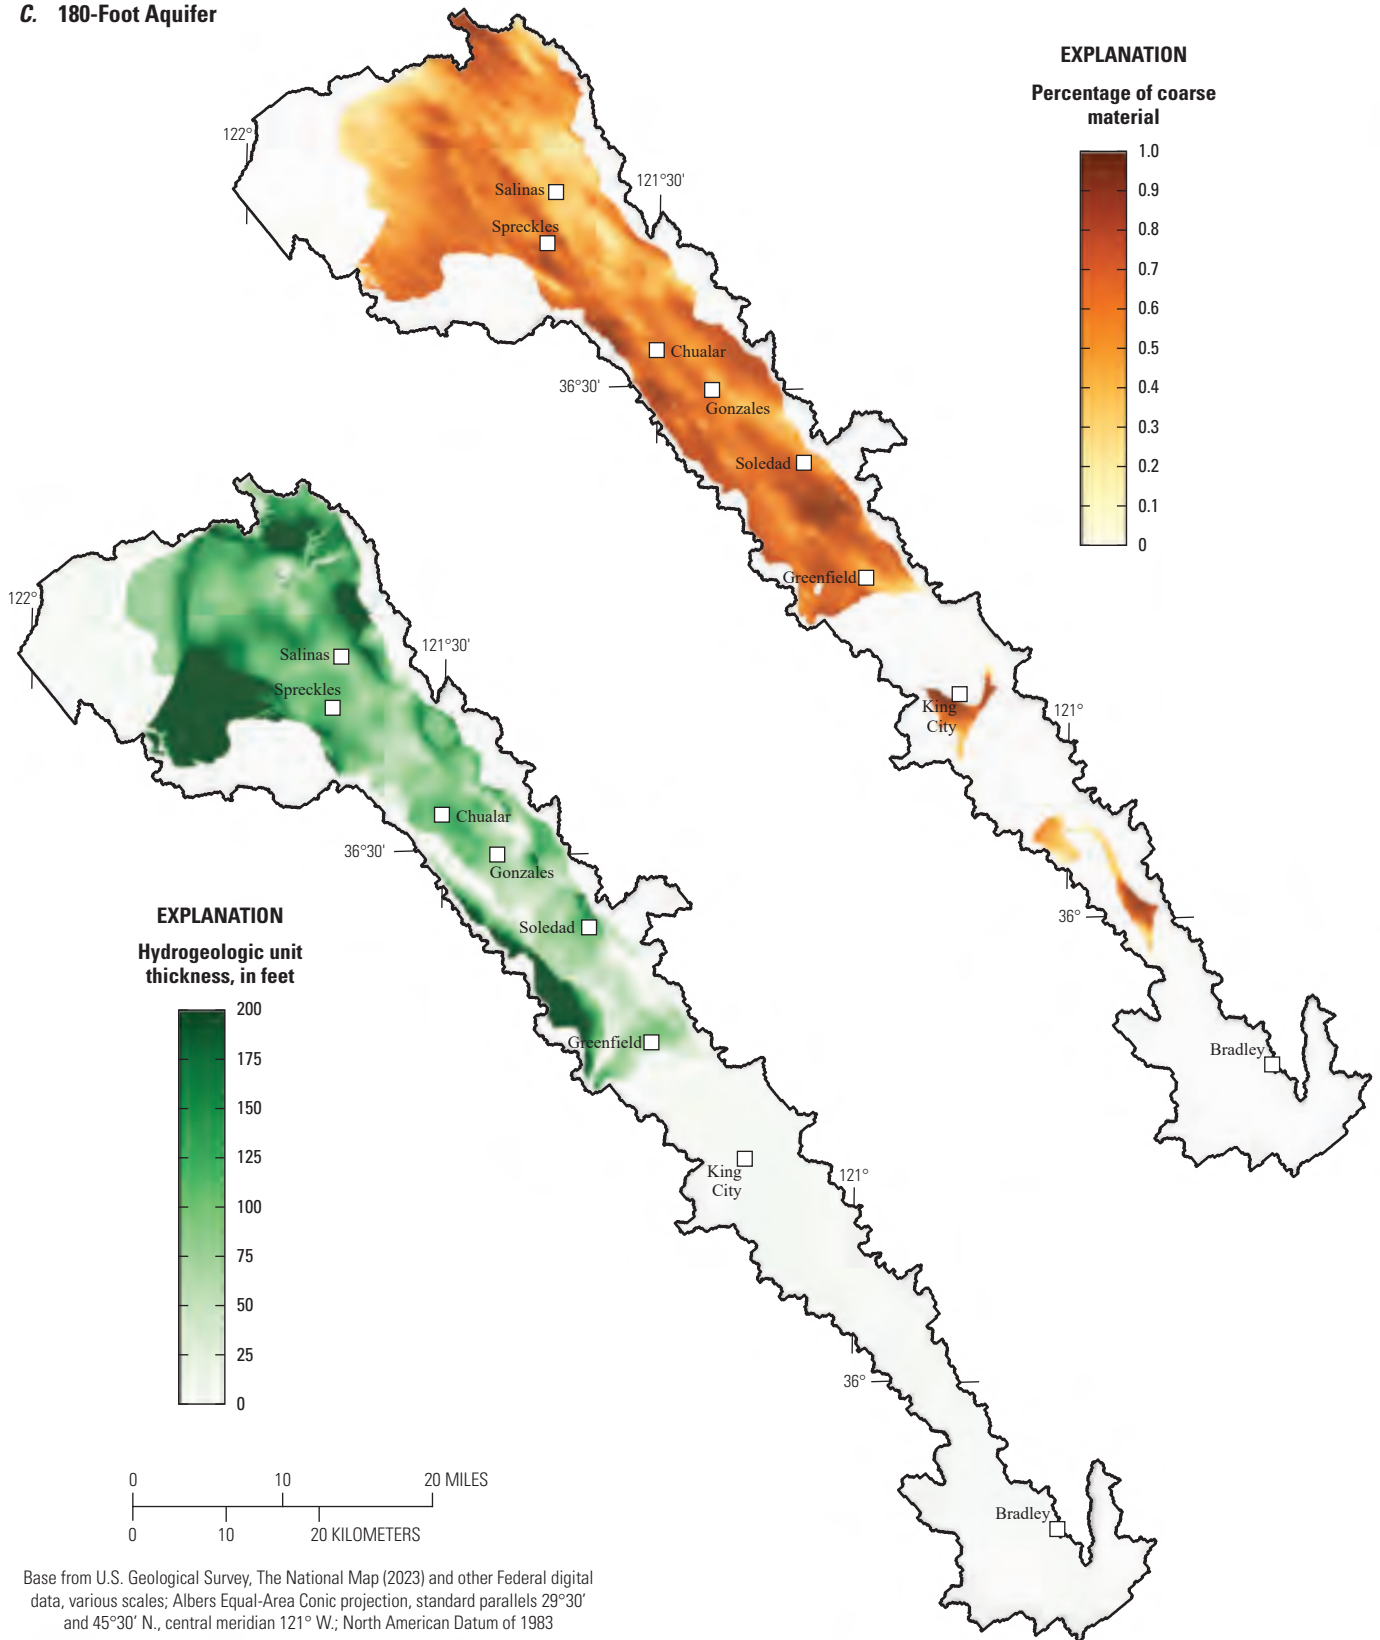 C. 180-Foot Aquifer
EXPLANATION
Percentage of coarse
material
1.0
0.9
0.8
0.7
0.6
0.5
0.4
0.3
0.2
0.1
0
122°
121°30'
Salinas
Spreckles
Chualar
36°30'
Gonzales
Soledad
Greenfield
King
City
121°
36°
Bradley
122°
121°30'
Salinas
Spreckles
Chualar
36°30'
Gonzales
Soledad
Greenfield
King
City
121°
36°
Bradley
EXPLANATION
Hydrogeologic unit
thickness, in feet
200
175
150
125
100
75
50
25
0
0 10 20 MILES
0 10 20 KILOMETERS
Base from U.S. Geological Survey, The National Map (2023) and other Federal digital
data, various scales; Albers Equal-Area Conic projection, standard parallels 29°30'
and 45°30' N., central meridian 121° W.; North American Datum of 1983